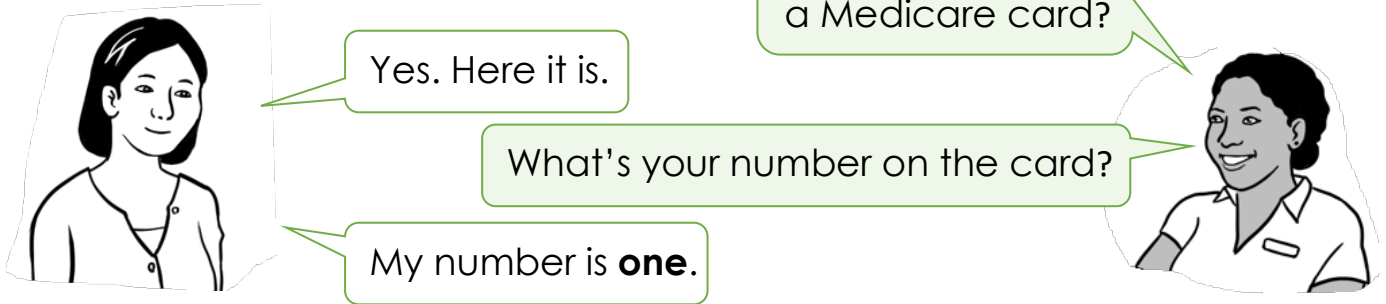 a Medicare card?
Yes. Here it is.
What’s your number on the card?
My number is one.